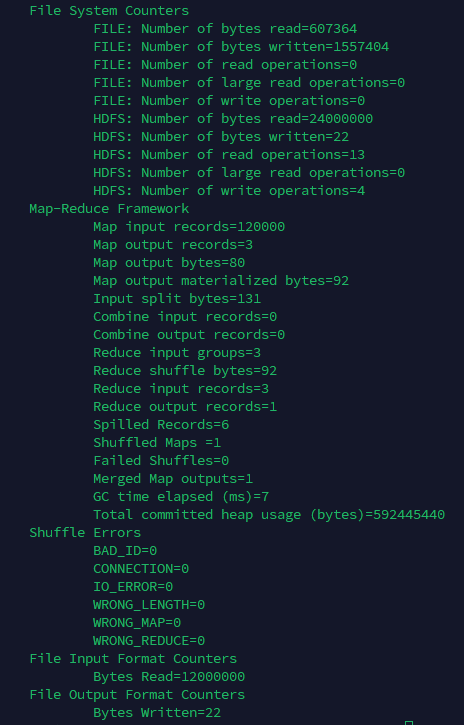 File System Counters
FILE: Number of bytes read=607364
FILE: Number of bytes written=1557404
FILE: Number of read operations=0
FILE: Number of large read operations=0
FILE: Number of write operations=0
HDFS: Number of bytes read=24000000
HDFS: Number of bytes written=22
HDFS: Number of read operations=13
HDFS: Number of large read operations=0
HDFS: Number of write operations=4
Map-Reduce Framework
Map input records=120000
Map output records=3
Map output bytes=80
Map output materialized bytes=92
Input split bytes=131
Combine input records=0
Combine output records=0
Reduce input groups=3
Reduce shuffle bytes=92
Reduce input records=3
Reduce output records=1
Spilled Records=6
Shuffled Maps =1
Failed Shuffles=0
Merged Map outputs=1
GC time elapsed (ms)=7
Total committed heap usage (bytes)=592445440
Shuffle Errors
BAD_ID=0
CONNECTION=0
IO_ERROR=0
WRONG_LENGTH=0
WRONG_MAP=0
WRONG_REDUCE=0
File Input Format Counters
Bytes Read=12000000
File Output Format Counters
Bytes Written=22